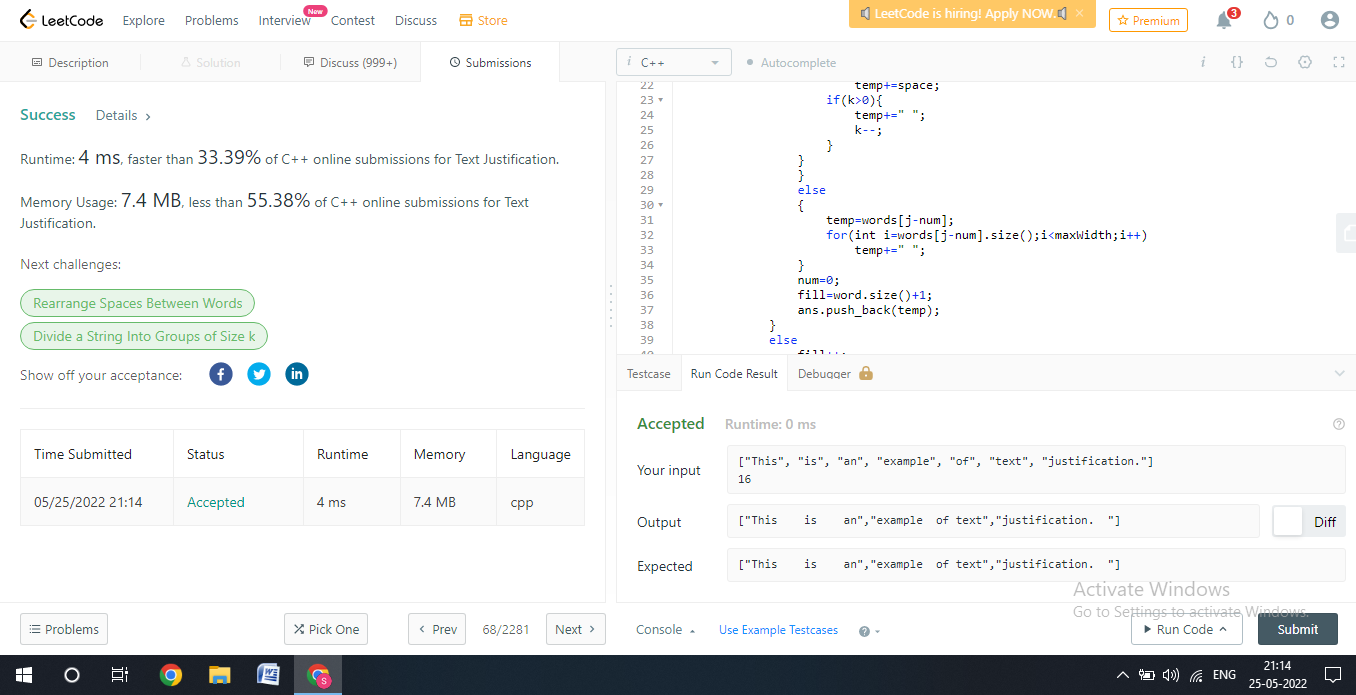 LeetCode Explore Problems Interview New Contest Discuss Store LeetCode is hiring! Apply NOW. × Premium 3 0
Description Solution Discuss (999+) Submissions
i C++ Autocomplete i {}
Success Details >
Runtime: 4 ms, faster than 33.39% of C++ online submissions for Text Justification.
Memory Usage: 7.4 MB, less than 55.38% of C++ online submissions for Text
Justification.
Next challenges:
Rearrange Spaces Between Words
Divide a String Into Groups of Size k
Show off your acceptance:
Time Submitted Status Runtime Memory Language
05/25/2022 21:14 Accepted 4 ms 7.4 MB cpp
22 temp+=space;
23 if(k>0){
24 temp+=" ";
25 k--;
26 }
27 }
28 }
29 else
30 {
31 temp=words[j-num];
32 for(int i=words[j-num].size();i<maxWidth;i++)
33 temp+=" ";
34 }
35 num=0;
36 fill=word.size()+1;
37 ans.push_back(temp);
38 }
39 else
40 fill++;
Testcase Run Code Result Debugger
Accepted Runtime: 0 ms
Your input
["This", "is", "an", "example", "of", "text", "justification."]
16
Output
["This    is    an","example  of text","justification.  "]
Diff
Expected
["This    is    an","example  of text","justification.  "]
Activate Windows
Go to Settings to activate Windows.
Problems Pick One < Prev 68/2281 Next > Console Use Example Testcases Run Code Submit
S ENG 21:14
25-05-2022